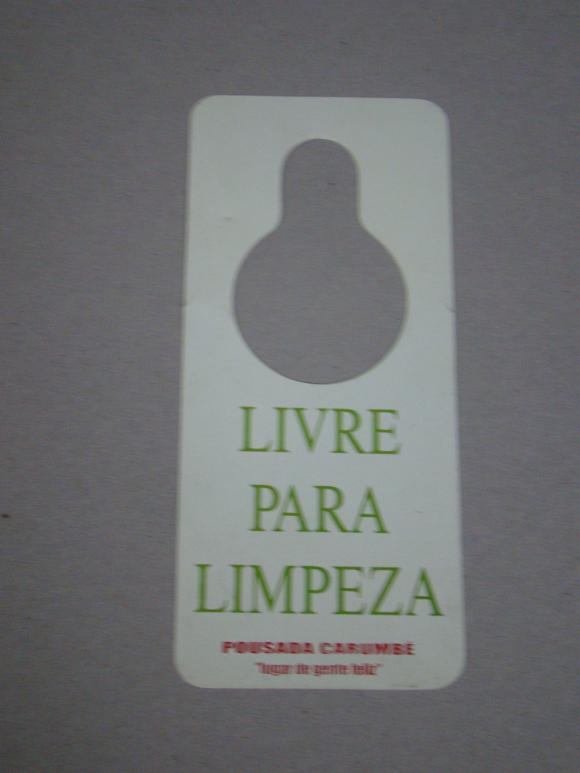 LIVRE
PARA
LIMPEZA
POUSADA CARUMBÉ
"lugar de gente feliz"